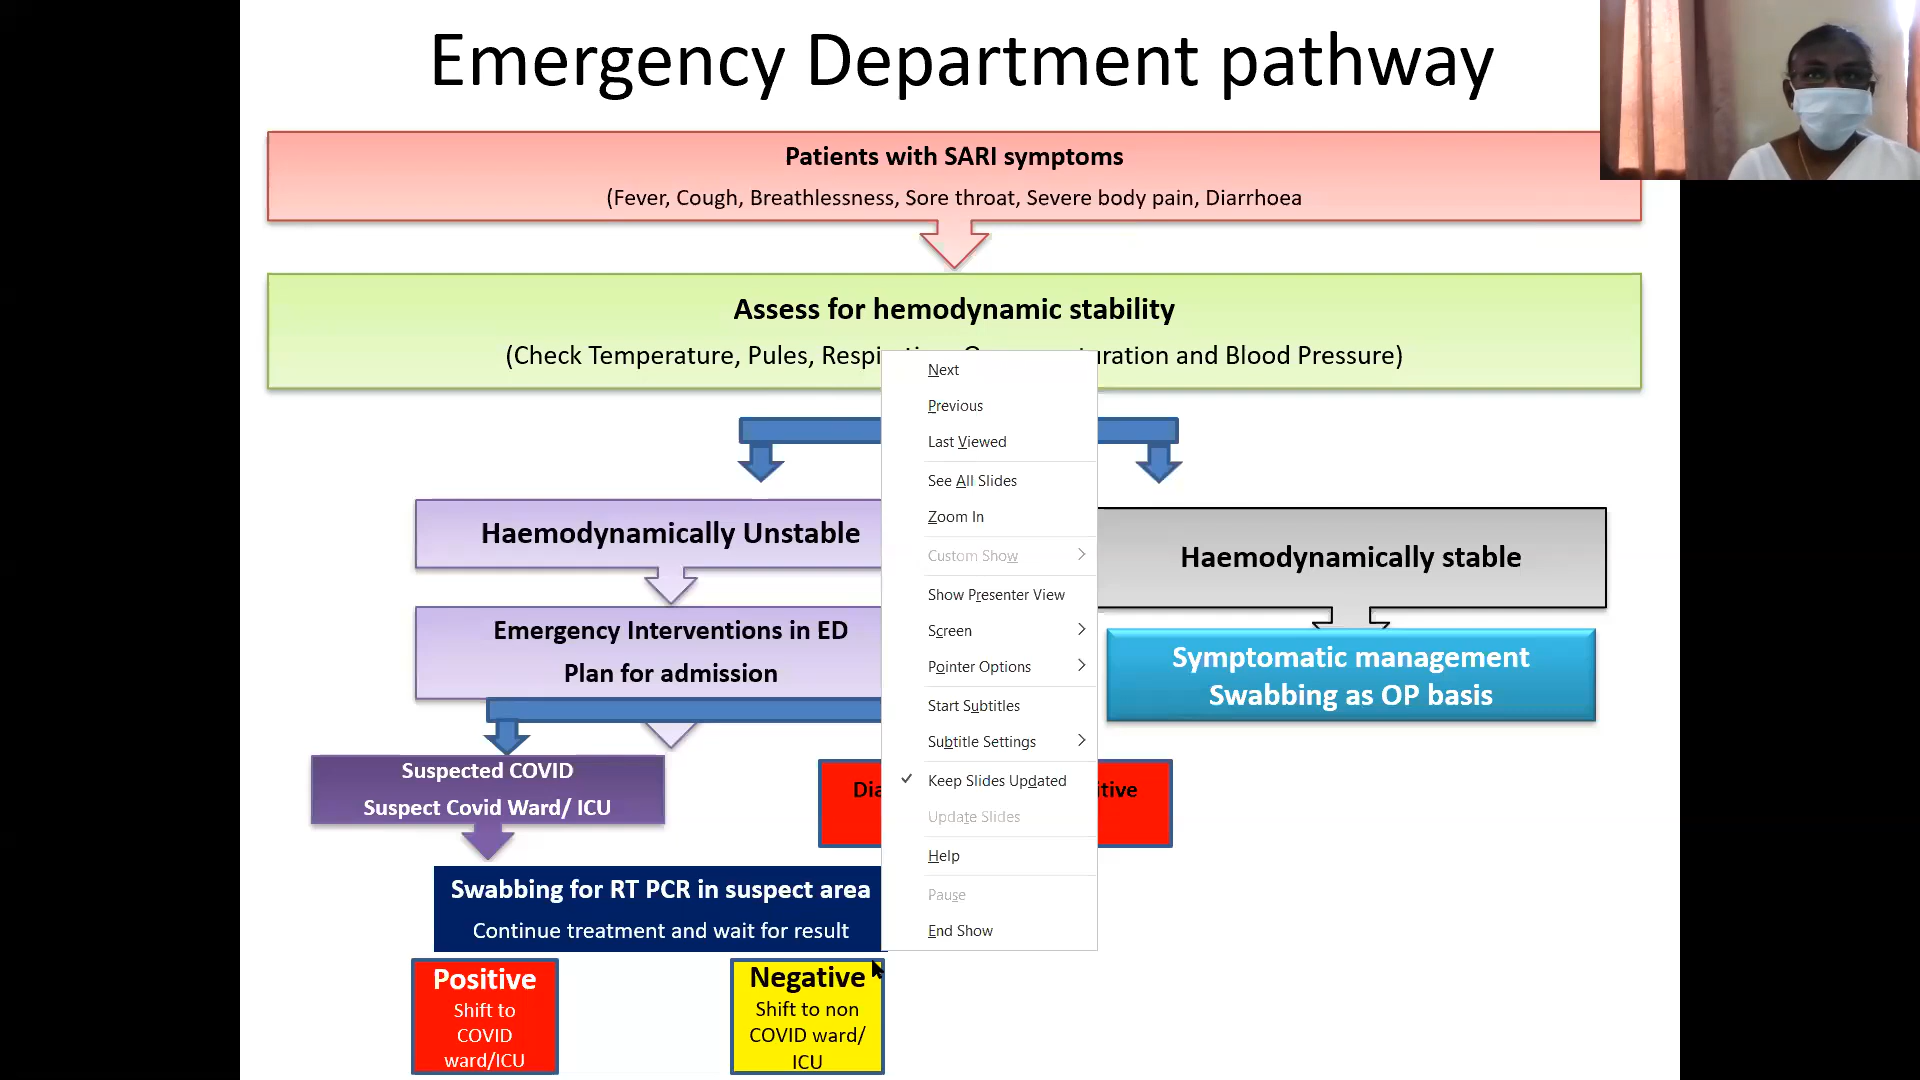 Emergency Department pathway
Patients with SARI symptoms
(Fever, Cough, Breathlessness, Sore throat, Severe body pain, Diarrhoea
Assess for hemodynamic stability
(Check Temperature, Pules, and Blood Pressure)
Haemodynamically Unstable
Emergency Interventions in ED
Plan for admission
Suspected COVID
Suspect Covid Ward/ ICU
Swabbing for RT PCR in suspect area
Continue treatment and wait for result
Positive
Shift to
COVID
ward/ICU
Negative
Shift to non
COVID ward/
ICU
Next
Previous
Last Viewed
See All Slides
Zoom In
Custom Show
Show Presenter View
Screen
Pointer Options
Start Subtitles
Subtitle Settings
Keep Slides Updated
Update Slides
Help
Pause
End Show
Haemodynamically stable
Symptomatic management
Swabbing as OP basis